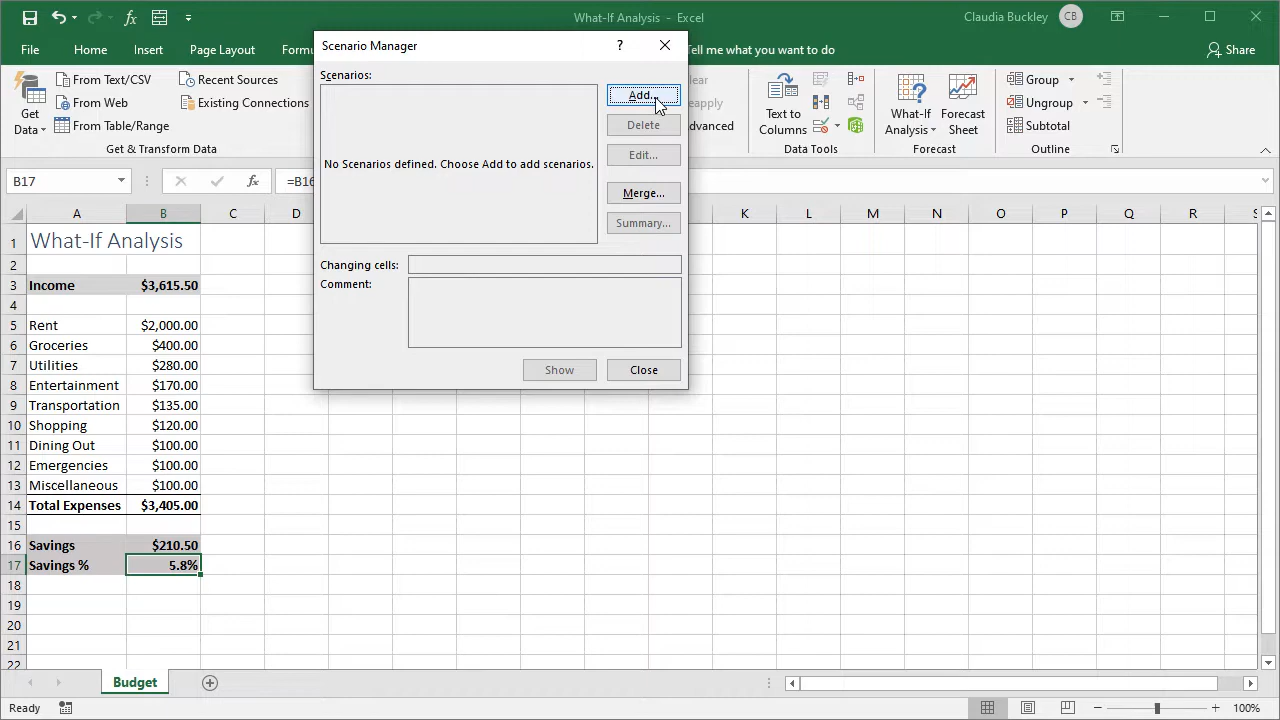 What-If Analysis - Excel
Claudia Buckley
CB
File
Home
Insert
Page Layout
Formu
Tell me what you want to do
Share
Get
Data
From Text/CSV
From Web
From Table/Range
Recent Sources
Existing Connections
Get & Transform Data
lear
eapply
dvanced
Text to
Columns
Data Tools
What-If
Analysis
Forecast
Sheet
Forecast
Group
Ungroup
Subtotal
Outline
Scenario Manager
?
Scenarios:
No Scenarios defined. Choose Add to add scenarios.
Add...
Delete
Edit...
Merge...
Summary...
Changing cells:
Comment:
Show
Close
B17
fx
=B16
A B C D K L M N O P Q R S
1 What-If Analysis
2
3 Income $3,615.50
4
5 Rent $2,000.00
6 Groceries $400.00
7 Utilities $280.00
8 Entertainment $170.00
9 Transportation $135.00
10 Shopping $120.00
11 Dining Out $100.00
12 Emergencies $100.00
13 Miscellaneous $100.00
14 Total Expenses $3,405.00
15
16 Savings $210.50
17 Savings % 5.8%
18
19
20
21
22
Budget
Ready
100%